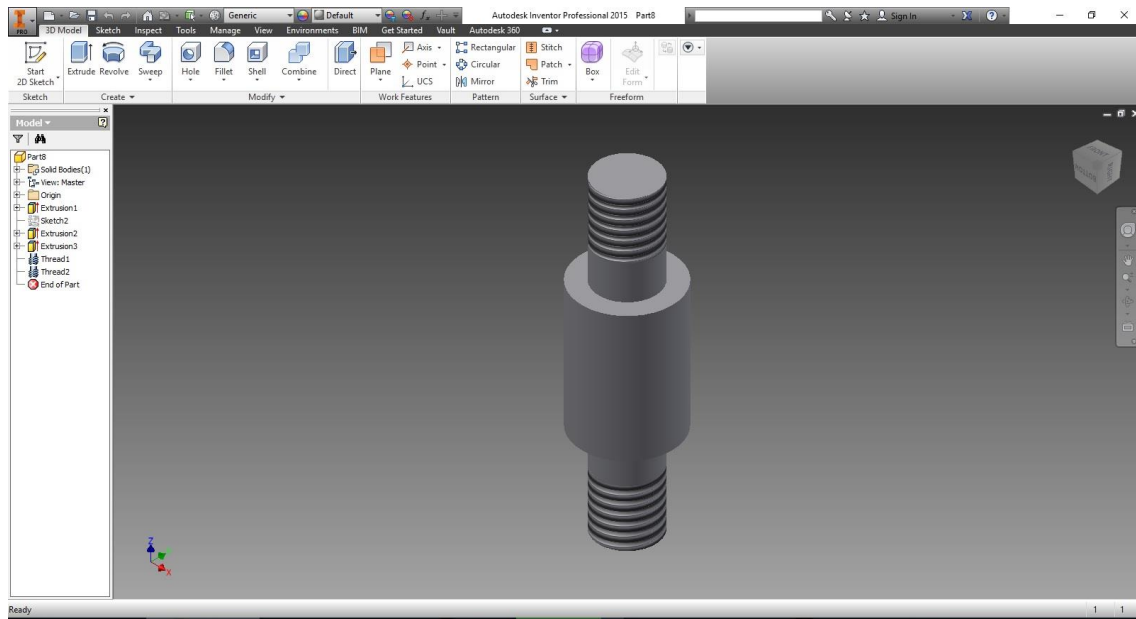 Generic
Default
Autodesk Inventor Professional 2015 Part8
Sign In
PRO
3D Model Sketch Inspect Tools Manage View Environments BIM Get Started Vault Autodesk 360
Start
2D Sketch
Extrude Revolve Sweep
Hole Fillet Shell Combine Direct
Plane
Axis
Point
UCS
Rectangular
Circular
Mirror
Stitch
Patch
Trim
Box
Edit
Form
Sketch Create Modify Work Features Pattern Surface Freeform
Model
Part8
Solid Bodies(1)
View: Master
Origin
Extrusion1
Sketch2
Extrusion2
Extrusion3
Thread1
Thread2
End of Part
FRONT
Z
X
Ready 1 1